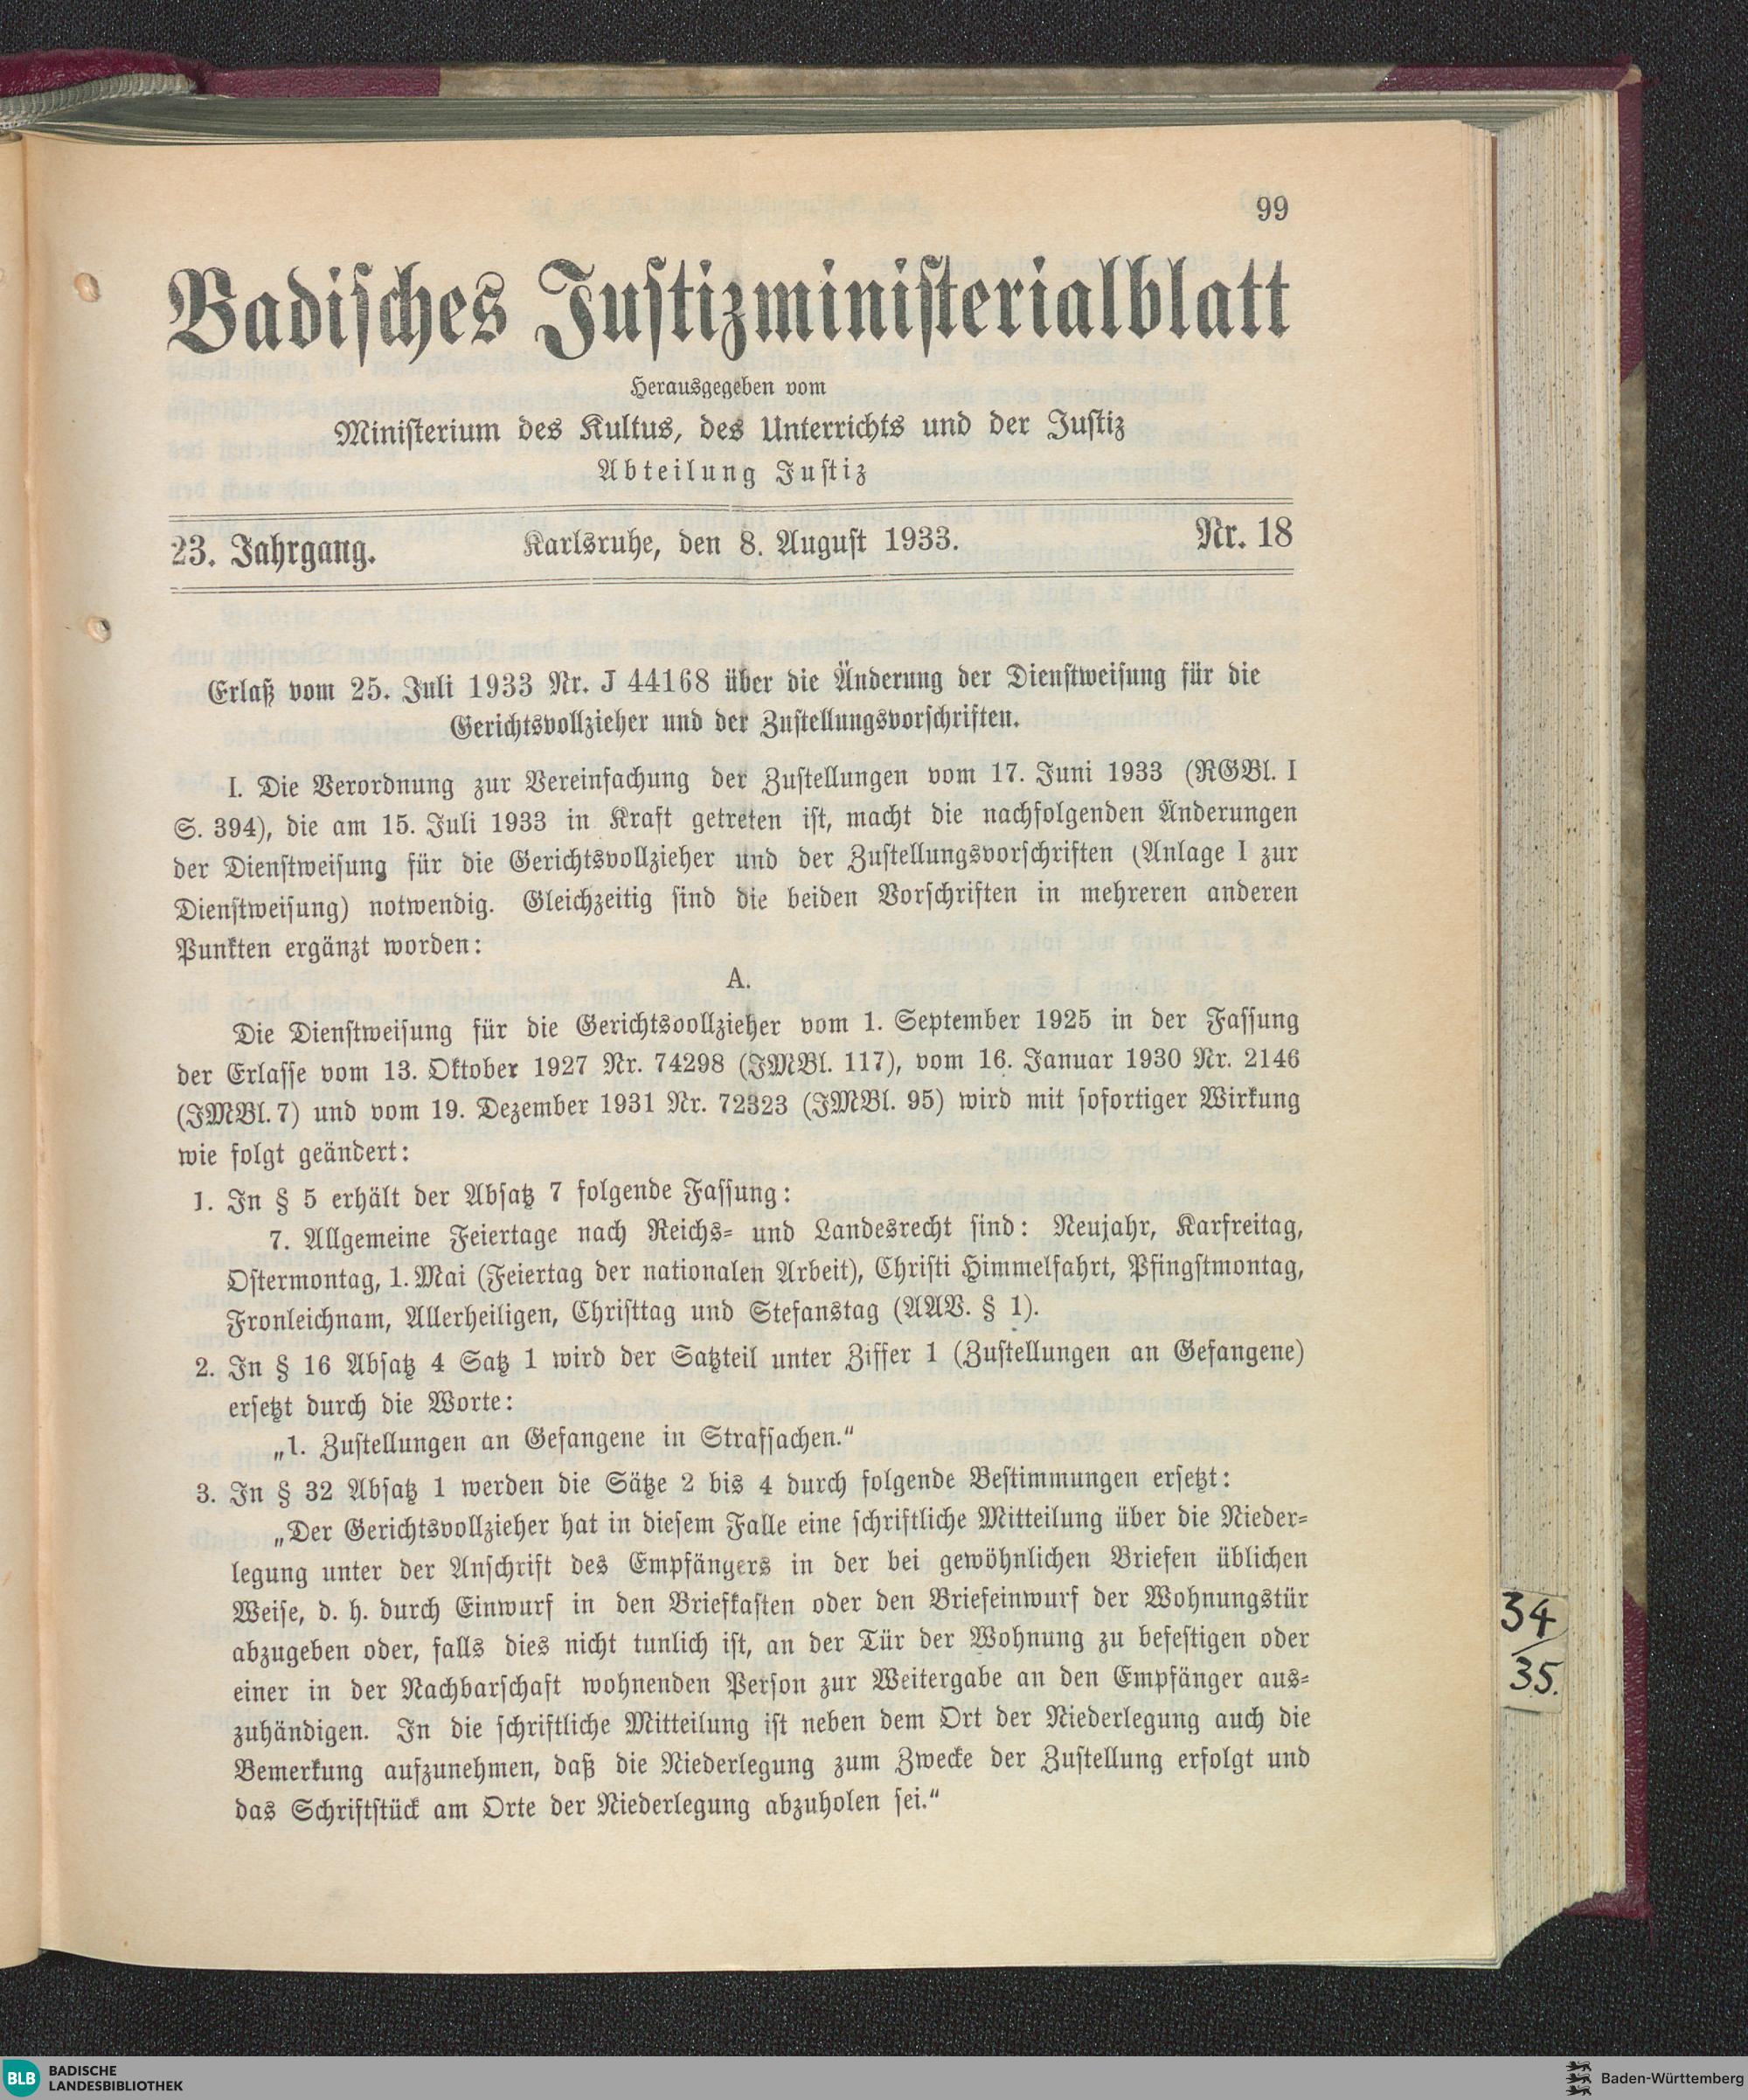 99
Badisches Justizministerialblatt
Herausgegeben vom
Ministerium des Kultus, des Unterrichts und der Justiz
Abteilung Justiz
23. Jahrgang. Karlsruhe, den 8. August 1933. Nr. 18
Erlaß vom 25. Juli 1933 Nr. J 44168 über die Änderung der Dienstweisung für die
Gerichtsvollzieher und der Zustellungsvorschriften.
I. Die Verordnung zur Vereinfachung der Zustellungen vom 17. Juni 1933 (RGBl. I
S. 394), die am 15. Juli 1933 in Kraft getreten ist, macht die nachfolgenden Änderungen
der Dienstweisung für die Gerichtsvollzieher und der Zustellungsvorschriften (Anlage I zur
Dienstweisung) notwendig. Gleichzeitig sind die beiden Vorschriften in mehreren anderen
Punkten ergänzt worden:
A.
Die Dienstweisung für die Gerichtsvollzieher vom 1. September 1925 in der Fassung
der Erlasse vom 13. Oktober 1927 Nr. 74298 (JMBl. 117), vom 16. Januar 1930 Nr. 2146
(JMBl. 7) und vom 19. Dezember 1931 Nr. 72323 (JMBl. 95) wird mit sofortiger Wirkung
wie folgt geändert:
1. In § 5 erhält der Absatz 7 folgende Fassung:
7. Allgemeine Feiertage nach Reichs- und Landesrecht sind: Neujahr, Karfreitag,
Ostermontag, 1. Mai (Feiertag der nationalen Arbeit), Christi Himmelfahrt, Pfingstmontag,
Fronleichnam, Allerheiligen, Christtag und Stefanstag (AAV. § 1).
2. In § 16 Absatz 4 Satz 1 wird der Satzteil unter Ziffer 1 (Zustellungen an Gefangene)
ersetzt durch die Worte:
„1. Zustellungen an Gefangene in Strafsachen.“
3. In § 32 Absatz 1 werden die Sätze 2 bis 4 durch folgende Bestimmungen ersetzt:
„Der Gerichtsvollzieher hat in diesem Falle eine schriftliche Mitteilung über die Nieder-
legung unter der Anschrift des Empfängers in der bei gewöhnlichen Briefen üblichen
Weise, d. h. durch Einwurf in den Briefkasten oder den Briefeinwurf der Wohnungstür
abzugeben oder, falls dies nicht tunlich ist, an der Tür der Wohnung zu befestigen oder
einer in der Nachbarschaft wohnenden Person zur Weitergabe an den Empfänger aus-
zuhändigen. In die schriftliche Mitteilung ist neben dem Ort der Niederlegung auch die
Bemerkung aufzunehmen, daß die Niederlegung zum Zwecke der Zustellung erfolgt und
das Schriftstück am Orte der Niederlegung abzuholen sei.“
34/
35.
BLB BADISCHE
LANDESBIBLIOTHEK
Baden-Württemberg